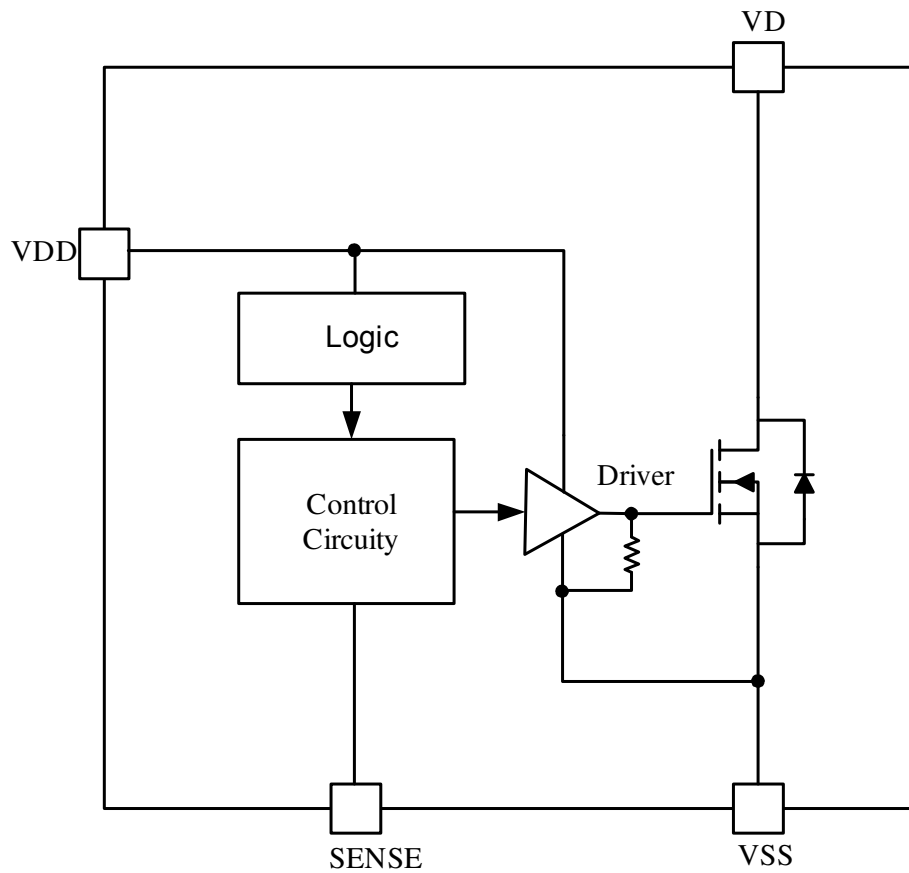 VD
VDD
Logic
Driver
Control
Circuity
SENSE
VSS